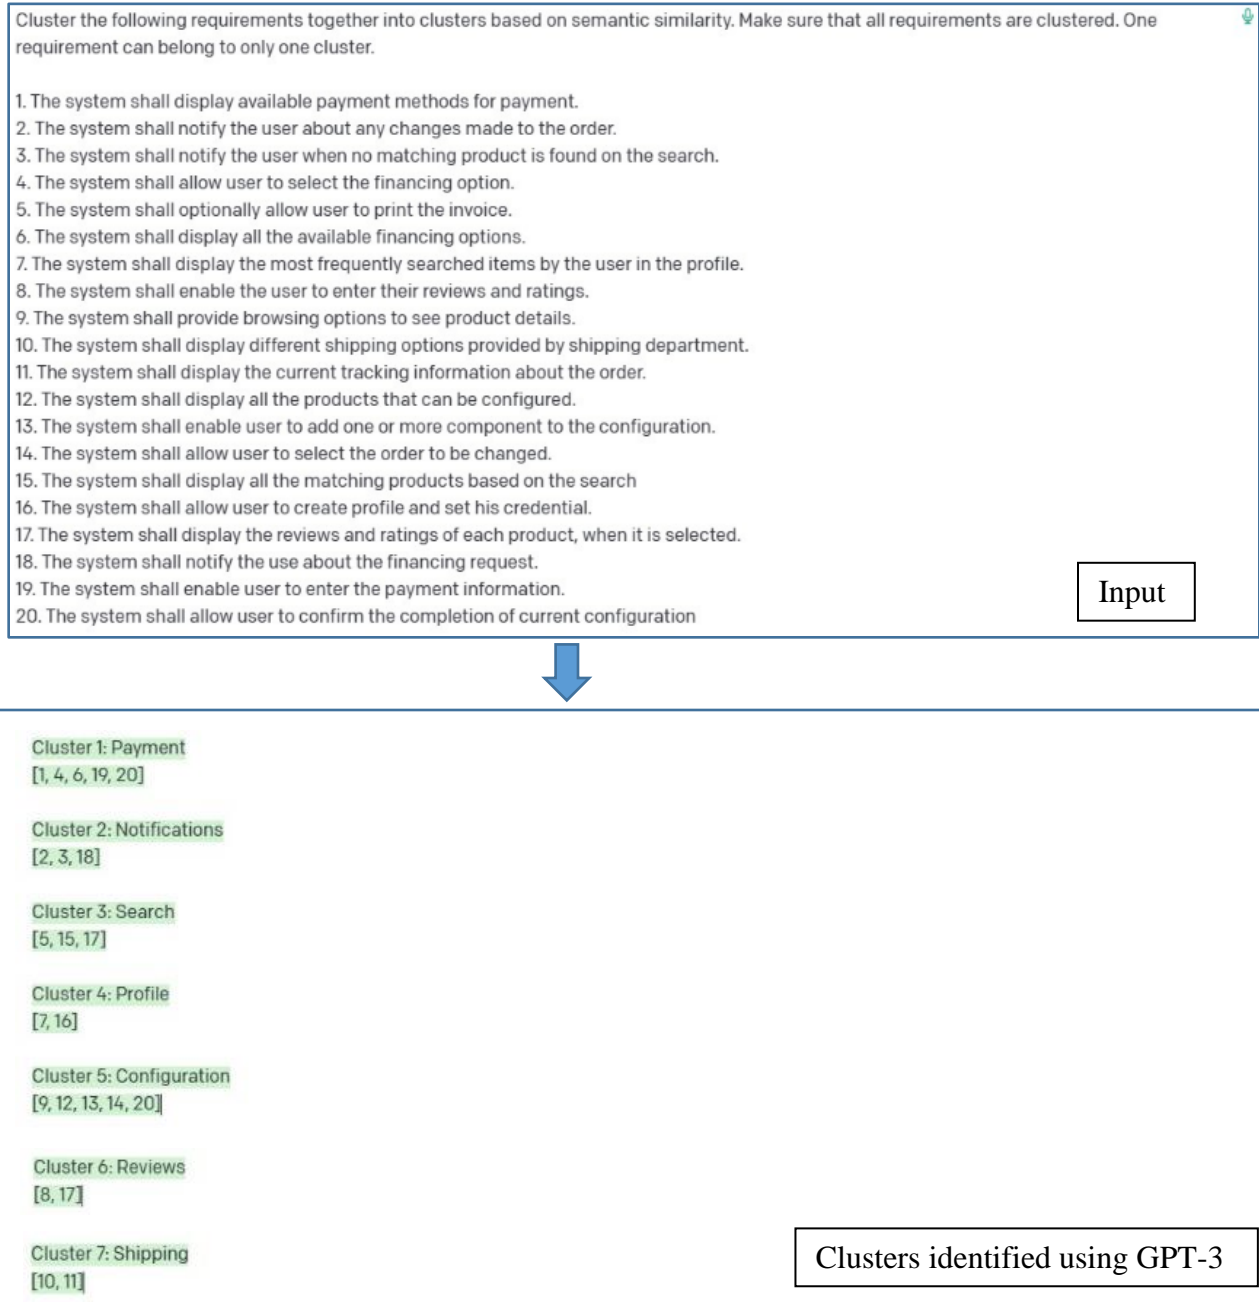 Cluster the following requirements together into clusters based on semantic similarity. Make sure that all requirements are clustered. One
requirement can belong to only one cluster.
1. The system shall display available payment methods for payment.
2. The system shall notify the user about any changes made to the order.
3. The system shall notify the user when no matching product is found on the search.
4. The system shall allow user to select the financing option.
5. The system shall optionally allow user to print the invoice.
6. The system shall display all the available financing options.
7. The system shall display the most frequently searched items by the user in the profile.
8. The system shall enable the user to enter their reviews and ratings.
9. The system shall provide browsing options to see product details.
10. The system shall display different shipping options provided by shipping department.
11. The system shall display the current tracking information about the order.
12. The system shall display all the products that can be configured.
13. The system shall enable user to add one or more component to the configuration.
14. The system shall allow user to select the order to be changed.
15. The system shall display all the matching products based on the search
16. The system shall allow user to create profile and set his credential.
17. The system shall display the reviews and ratings of each product, when it is selected.
18. The system shall notify the use about the financing request.
19. The system shall enable user to enter the payment information.
20. The system shall allow user to confirm the completion of current configuration
Input
Cluster 1: Payment
[1, 4, 6, 19, 20]
Cluster 2: Notifications
[2, 3, 18]
Cluster 3: Search
[5, 15, 17]
Cluster 4: Profile
[7, 16]
Cluster 5: Configuration
[9, 12, 13, 14, 20]
Cluster 6: Reviews
[8, 17]
Cluster 7: Shipping
[10, 11]
Clusters identified using GPT-3